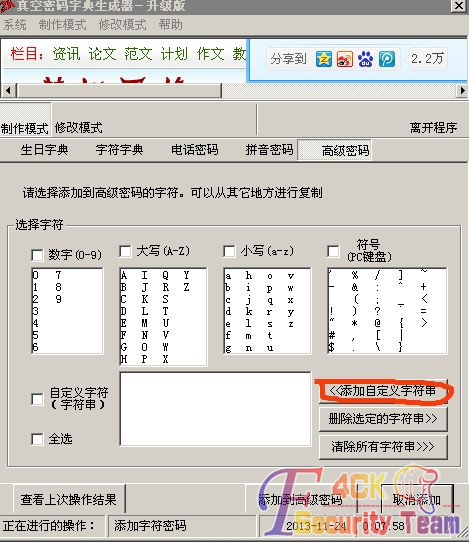 真空密码字典生成器－升级版
系统 制作模式 修改模式 帮助
栏目： 资讯 论文 范文 计划 作文 教
分享到 2.2万
制作模式 修改模式 离开程序
生日字典 字符字典 电话密码 拼音密码 高级密码
请选择添加到高级密码的字符。可以从其它地方进行复制
选择字符
数字(0-9) 大写(A-Z) 小写(a-z) 符号
(PC键盘)
0 7 A I Q Y a h o v ' % / ] ~
1 8 B J R Z b i p w - & : ^ +
2 9 C K S c j q x ( ; _ <
3 D L T d k r y ! ) ? ` =
4 E M U e l s z " * @ { >
5 F N V f m t # , [ |
6 G O W g n u $ . \ }
H P X
自定义字符
(字符串)
<<添加自定义字符串
删除选定的字符串>>
全选
清除所有字符串>>>
查看上次操作结果 添加到高级密码 取消添加
正在进行的操作： 添加字符密码 2013-11-24 0:07:58
F4CK
Security Team